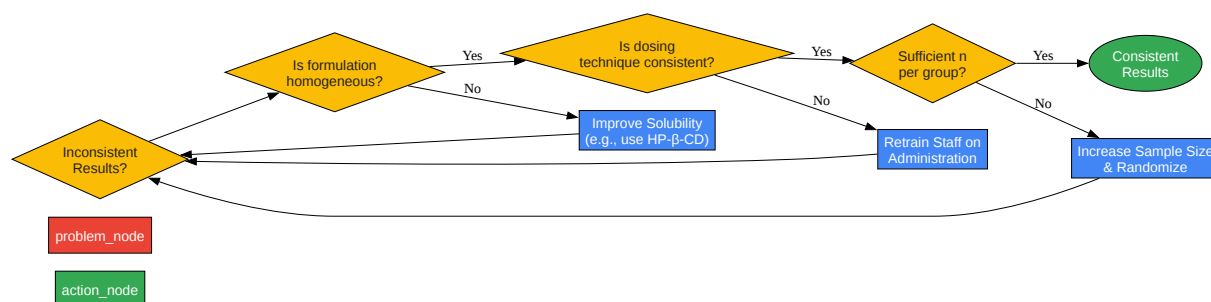 Inconsistent
Results?
Is formulation
homogeneous?
Yes
No
Is dosing
technique consistent?
Improve Solubility
(e.g., use HP-β-CD)
Yes
No
Sufficient n
per group?
Retrain Staff on
Administration
Yes
No
Consistent
Results
Increase Sample Size
& Randomize
problem_node
action_node